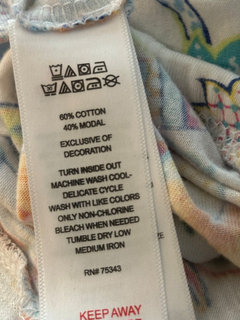 60% COTTON
40% MODAL
EXCLUSIVE OF
DECORATION
TURN INSIDE OUT
MACHINE WASH COOL-
DELICATE CYCLE
WASH WITH LIKE COLORS
ONLY NON-CHLORINE
BLEACH WHEN NEEDED
TUMBLE DRY LOW
MEDIUM IRON
RN# 75343
KEEP AWAY